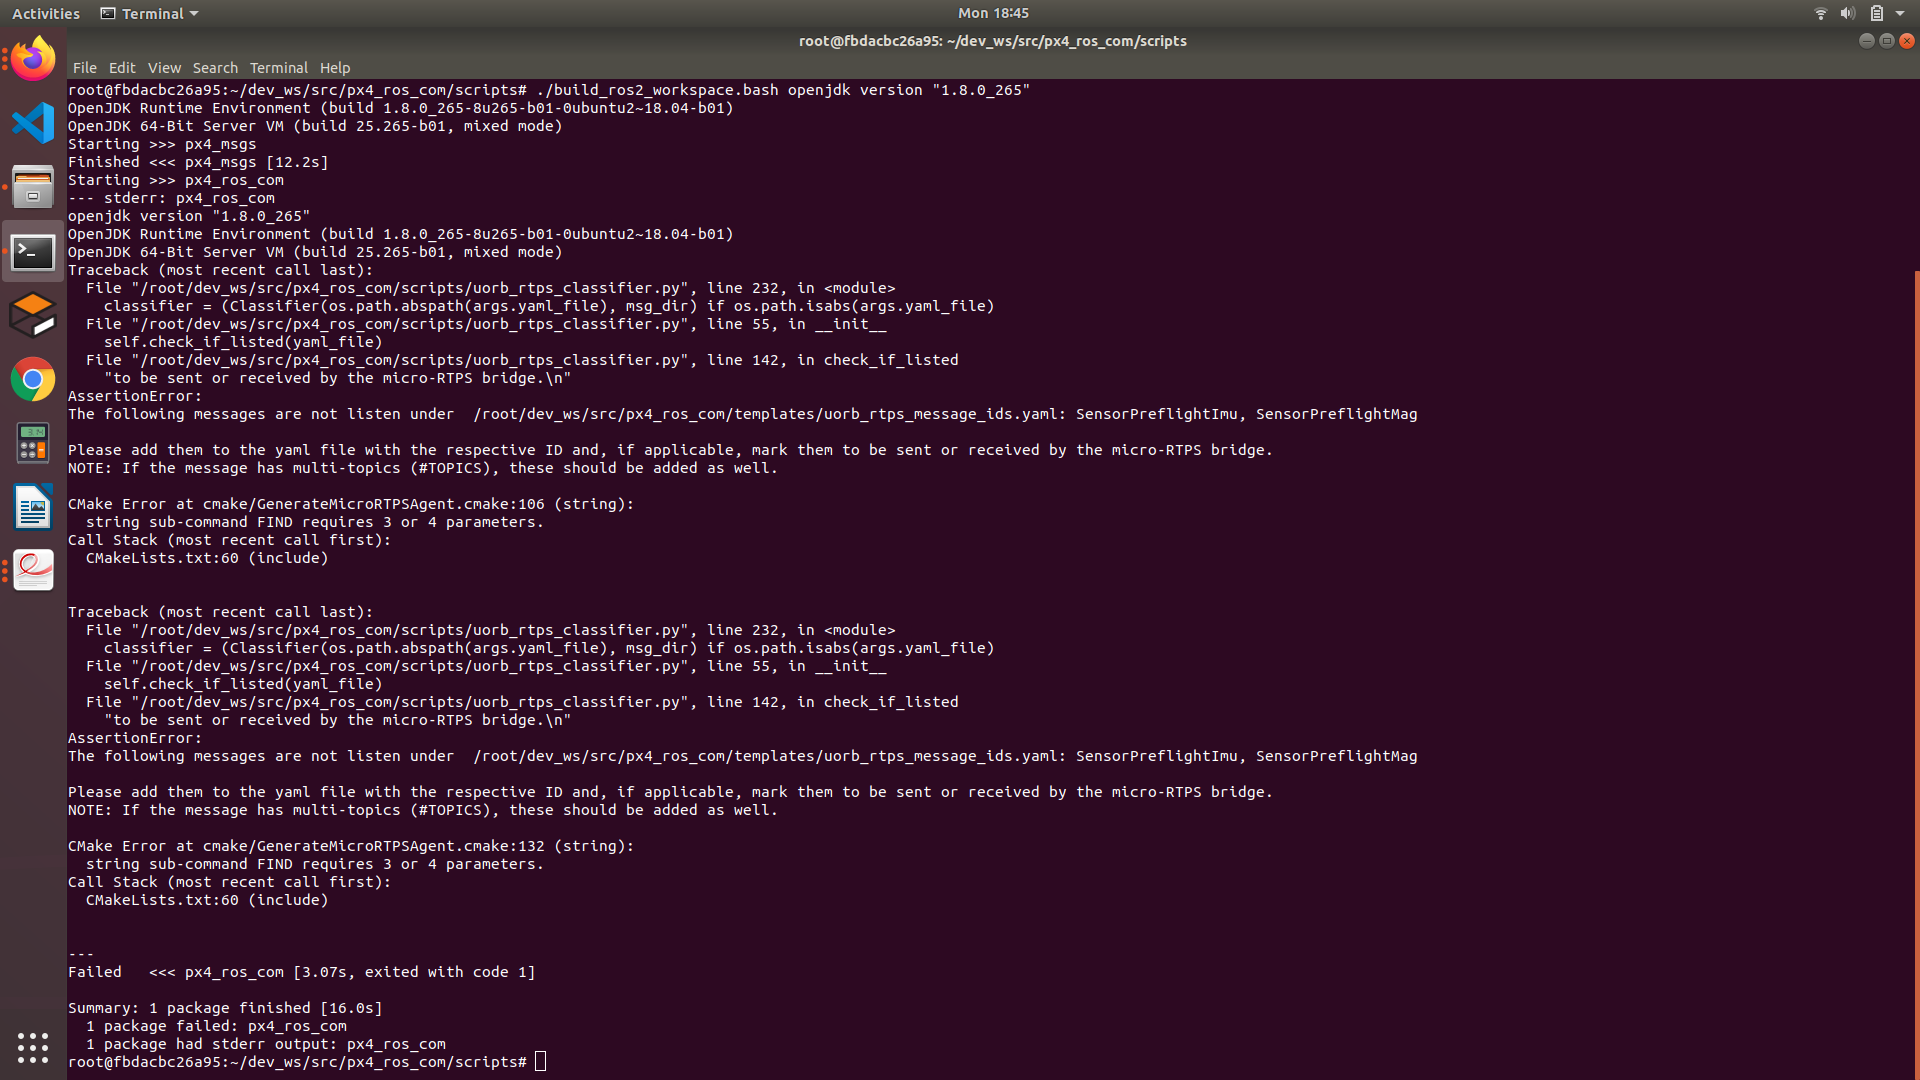 Activities
Terminal
Mon 18:45
root@fbdacbc26a95: ~/dev_ws/src/px4_ros_com/scripts
File Edit View Search Terminal Help
root@fbdacbc26a95:~/dev_ws/src/px4_ros_com/scripts# ./build_ros2_workspace.bash openjdk version "1.8.0_265"
OpenJDK Runtime Environment (build 1.8.0_265-8u265-b01-0ubuntu2~18.04-b01)
OpenJDK 64-Bit Server VM (build 25.265-b01, mixed mode)
Starting >>> px4_msgs
Finished <<< px4_msgs [12.2s]
Starting >>> px4_ros_com
--- stderr: px4_ros_com
openjdk version "1.8.0_265"
OpenJDK Runtime Environment (build 1.8.0_265-8u265-b01-0ubuntu2~18.04-b01)
OpenJDK 64-Bit Server VM (build 25.265-b01, mixed mode)
Traceback (most recent call last):
  File "/root/dev_ws/src/px4_ros_com/scripts/uorb_rtps_classifier.py", line 232, in <module>
    classifier = (Classifier(os.path.abspath(args.yaml_file), msg_dir) if os.path.isabs(args.yaml_file)
  File "/root/dev_ws/src/px4_ros_com/scripts/uorb_rtps_classifier.py", line 55, in __init__
    self.check_if_listed(yaml_file)
  File "/root/dev_ws/src/px4_ros_com/scripts/uorb_rtps_classifier.py", line 142, in check_if_listed
    "to be sent or received by the micro-RTPS bridge.\n"
AssertionError:
The following messages are not listen under  /root/dev_ws/src/px4_ros_com/templates/uorb_rtps_message_ids.yaml: SensorPreflightImu, SensorPreflightMag
Please add them to the yaml file with the respective ID and, if applicable, mark them to be sent or received by the micro-RTPS bridge.
NOTE: If the message has multi-topics (#TOPICS), these should be added as well.
CMake Error at cmake/GenerateMicroRTPSAgent.cmake:106 (string):
  string sub-command FIND requires 3 or 4 parameters.
Call Stack (most recent call first):
  CMakeLists.txt:60 (include)
Traceback (most recent call last):
  File "/root/dev_ws/src/px4_ros_com/scripts/uorb_rtps_classifier.py", line 232, in <module>
    classifier = (Classifier(os.path.abspath(args.yaml_file), msg_dir) if os.path.isabs(args.yaml_file)
  File "/root/dev_ws/src/px4_ros_com/scripts/uorb_rtps_classifier.py", line 55, in __init__
    self.check_if_listed(yaml_file)
  File "/root/dev_ws/src/px4_ros_com/scripts/uorb_rtps_classifier.py", line 142, in check_if_listed
    "to be sent or received by the micro-RTPS bridge.\n"
AssertionError:
The following messages are not listen under  /root/dev_ws/src/px4_ros_com/templates/uorb_rtps_message_ids.yaml: SensorPreflightImu, SensorPreflightMag
Please add them to the yaml file with the respective ID and, if applicable, mark them to be sent or received by the micro-RTPS bridge.
NOTE: If the message has multi-topics (#TOPICS), these should be added as well.
CMake Error at cmake/GenerateMicroRTPSAgent.cmake:132 (string):
  string sub-command FIND requires 3 or 4 parameters.
Call Stack (most recent call first):
  CMakeLists.txt:60 (include)
---
Failed   <<< px4_ros_com [3.07s, exited with code 1]
Summary: 1 package finished [16.0s]
  1 package failed: px4_ros_com
  1 package had stderr output: px4_ros_com
root@fbdacbc26a95:~/dev_ws/src/px4_ros_com/scripts#